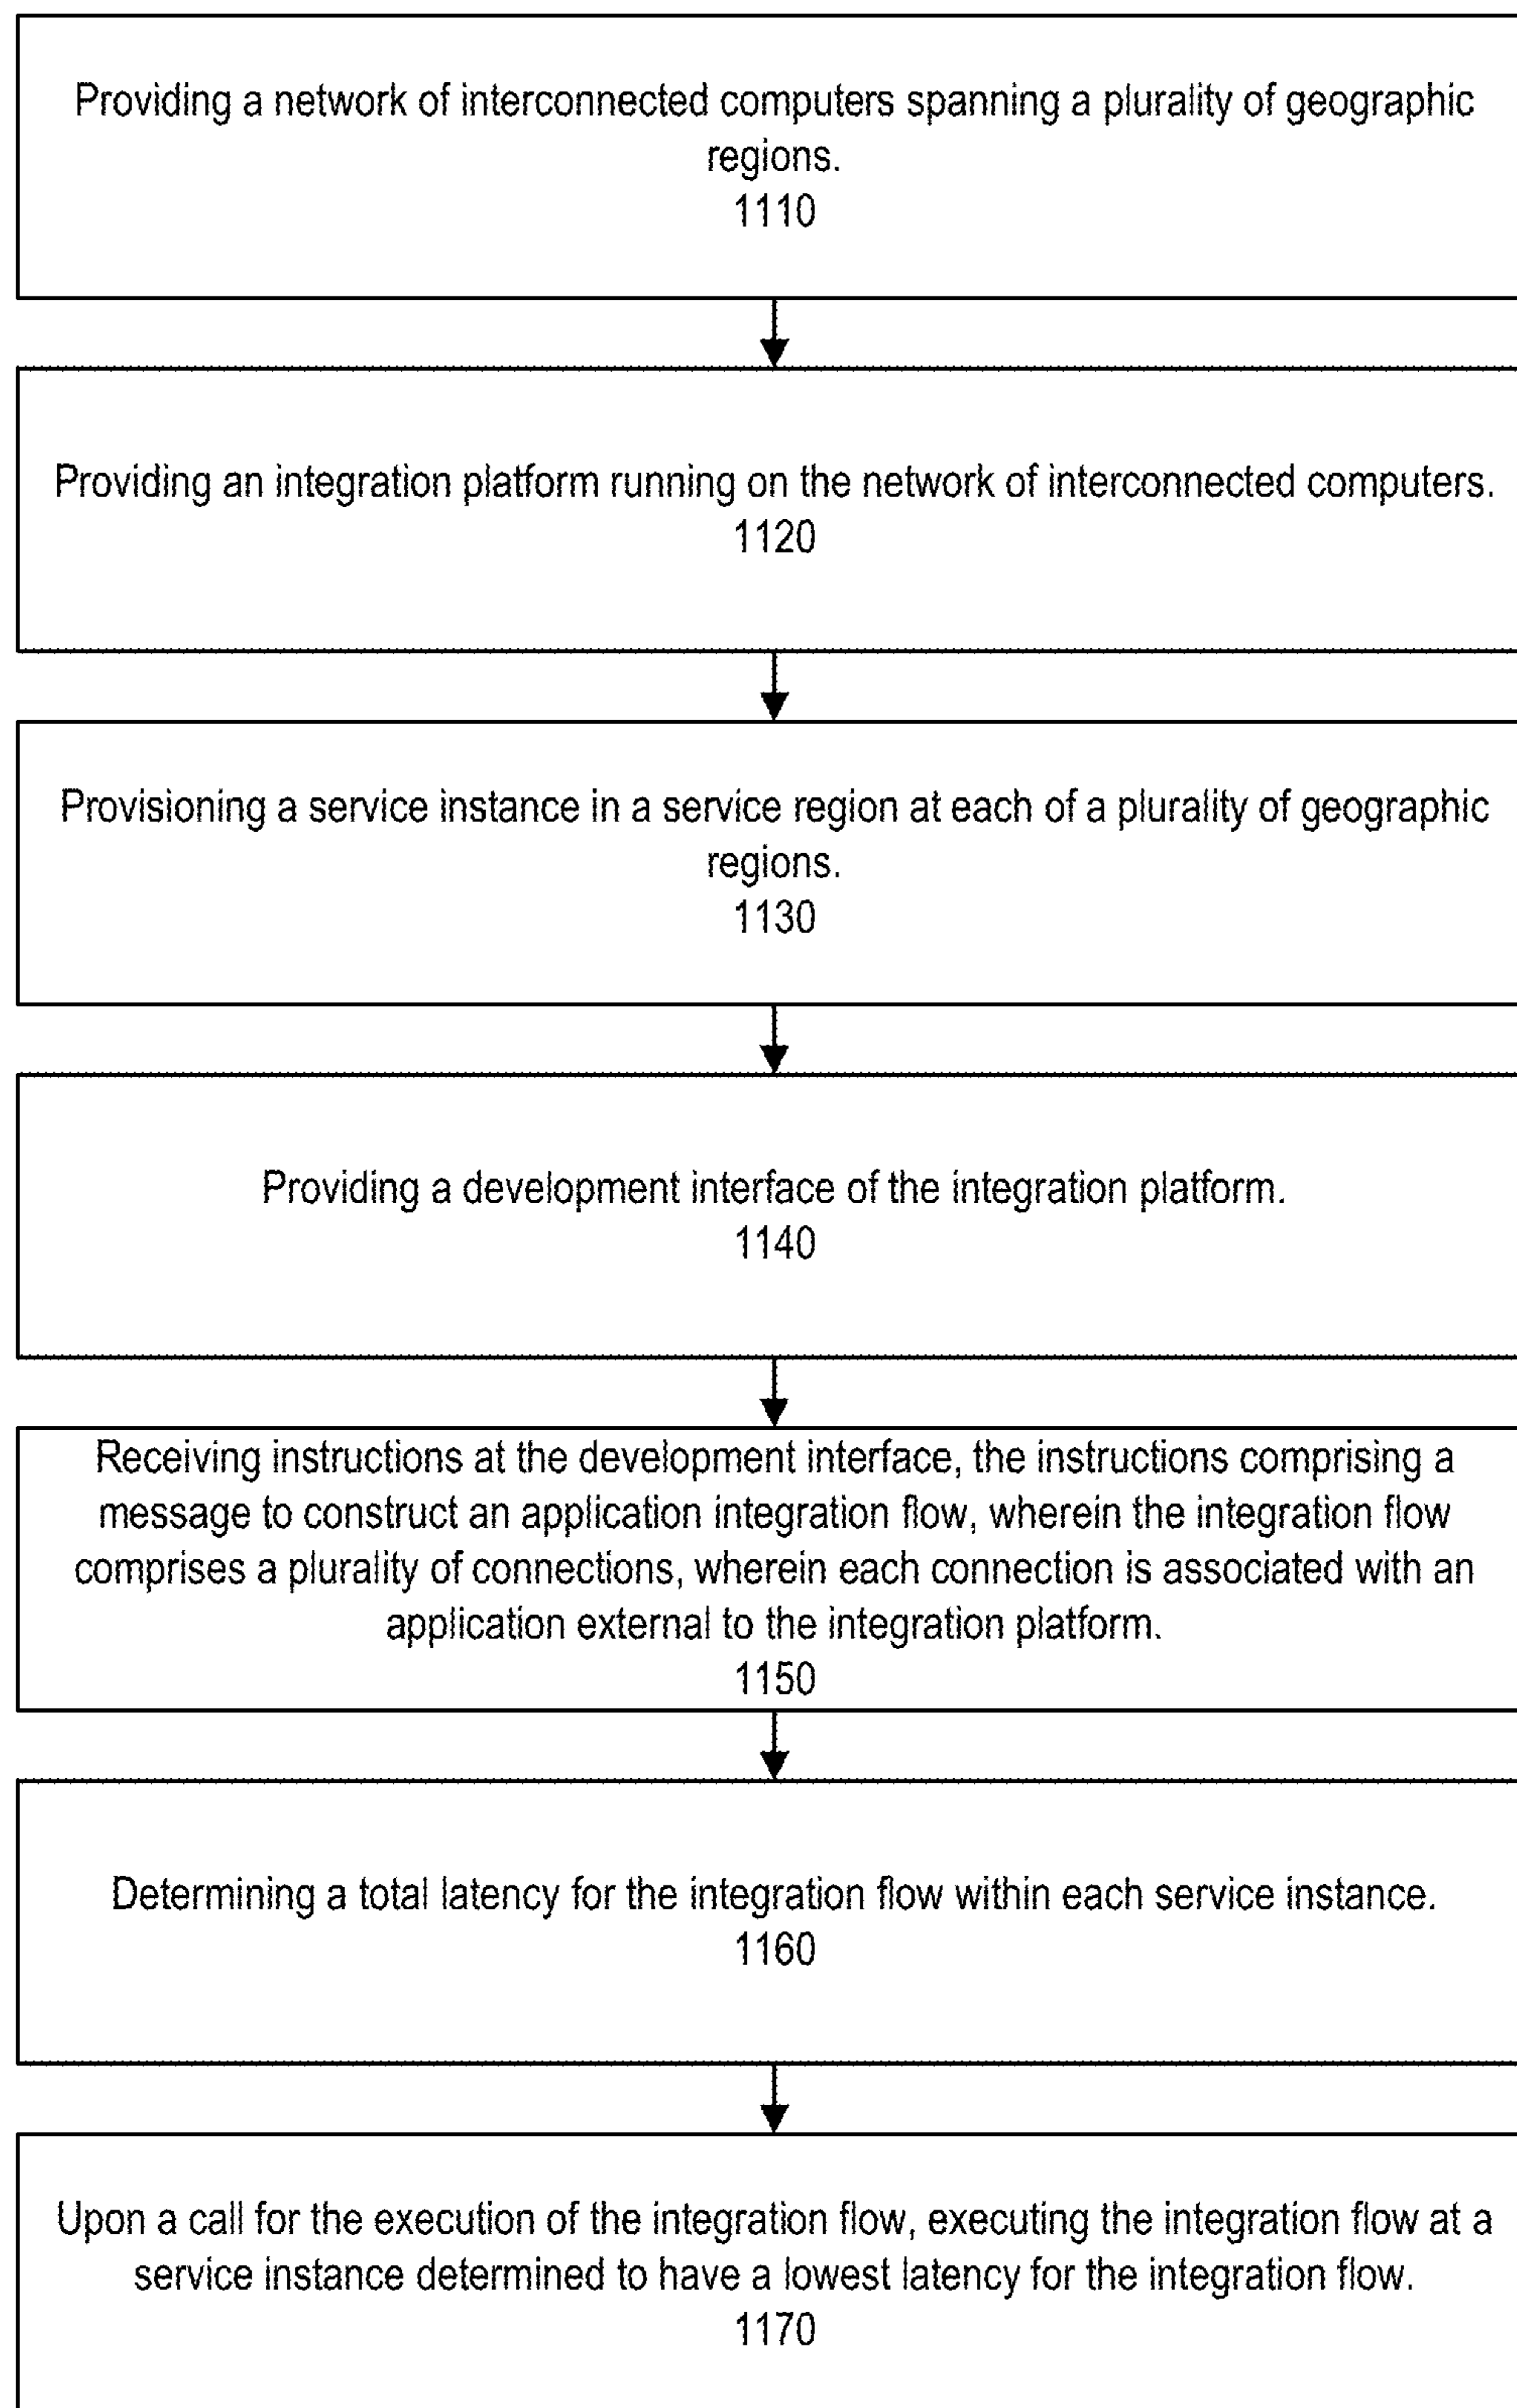 Providing a network of interconnected computers spanning a plurality of geographic
regions.
1110
Providing an integration platform running on the network of interconnected computers.
1120
Provisioning a service instance in a service region at each of a plurality of geographic
regions.
1130
Providing a development interface of the integration platform.
1140
Receiving instructions at the development interface, the instructions comprising a
message to construct an application integration flow, wherein the integration flow
comprises a plurality of connections, wherein each connection is associated with an
application external to the integration platform.
1150
Determining a total latency for the integration flow within each service instance.
1160
Upon a call for the execution of the integration flow, executing the integration flow at a
service instance determined to have a lowest latency for the integration flow.
1170